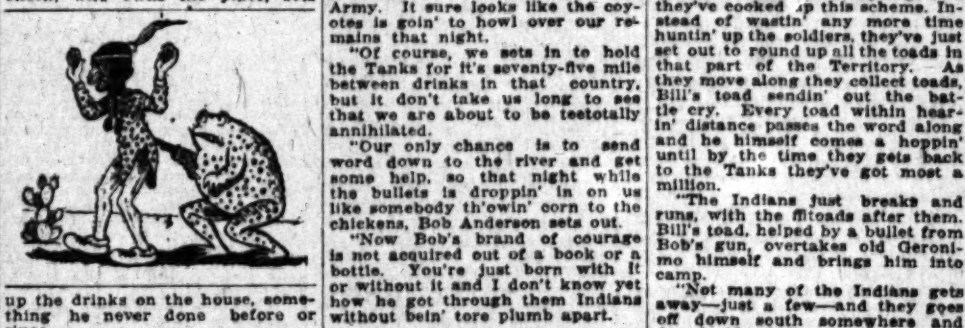 up the drinks on the house, some-
thing he never done before or
Army. It sure looks like the coy-
otes is goin' to howl over our re-
mains that night.
"Of course, we sets in to hold
the Tanks for it's seventy-five mile
between drinks in that country,
but it don't take us long to see
that we are about to be teetotally
annihilated.
"Our only chance is to send
word down to the river and get
some help, so that night while
the bullets is droppin' in on us
like somebody th'owin' corn to the
chickens, Bob Anderson sets out.
"Now Bob's brand of courage
is not acquired out of a book or a
bottle. You're just born with it
or without it and I don't know yet
how he got through them Indians
without bein' tore plumb apart.
they've cooked up this scheme. In-
stead of wastin' any more time
huntin' up the soldiers, they've just
set out to round up all the toads in
that part of the Territory. As
they move along they collect toads,
Bill's toad sendin' out the bat-
tle cry. Every toad within hear-
in' distance passes the word along
and he himself comes a hoppin'
until by the time they gets back
to the Tanks they've got most a
million.
"The Indians just breaks and
runs, with the toads after them.
Bill's toad, helped by a bullet from
Bob's gun, overtakes old Geroni-
mo himself and brings him into
camp.
"Not many of the Indians gets
away—just a few—and they goes
off down south somewhere and